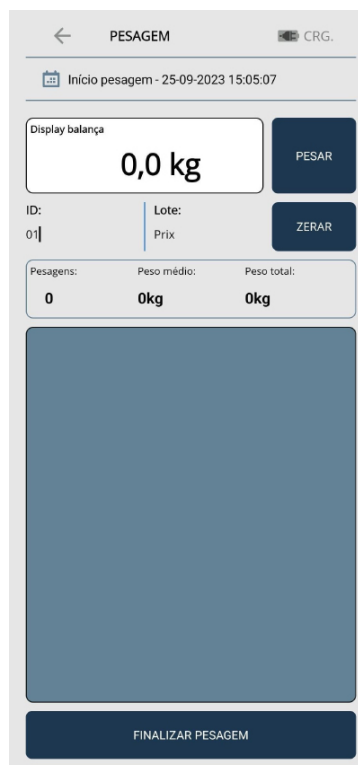 PESAGEM CRG.
Início pesagem - 25-09-2023 15:05:07
Display balança
0,0 kg
PESAR
ID: Lote:
01 Prix
ZERAR
Pesagens: Peso médio: Peso total:
0 0kg 0kg
FINALIZAR PESAGEM